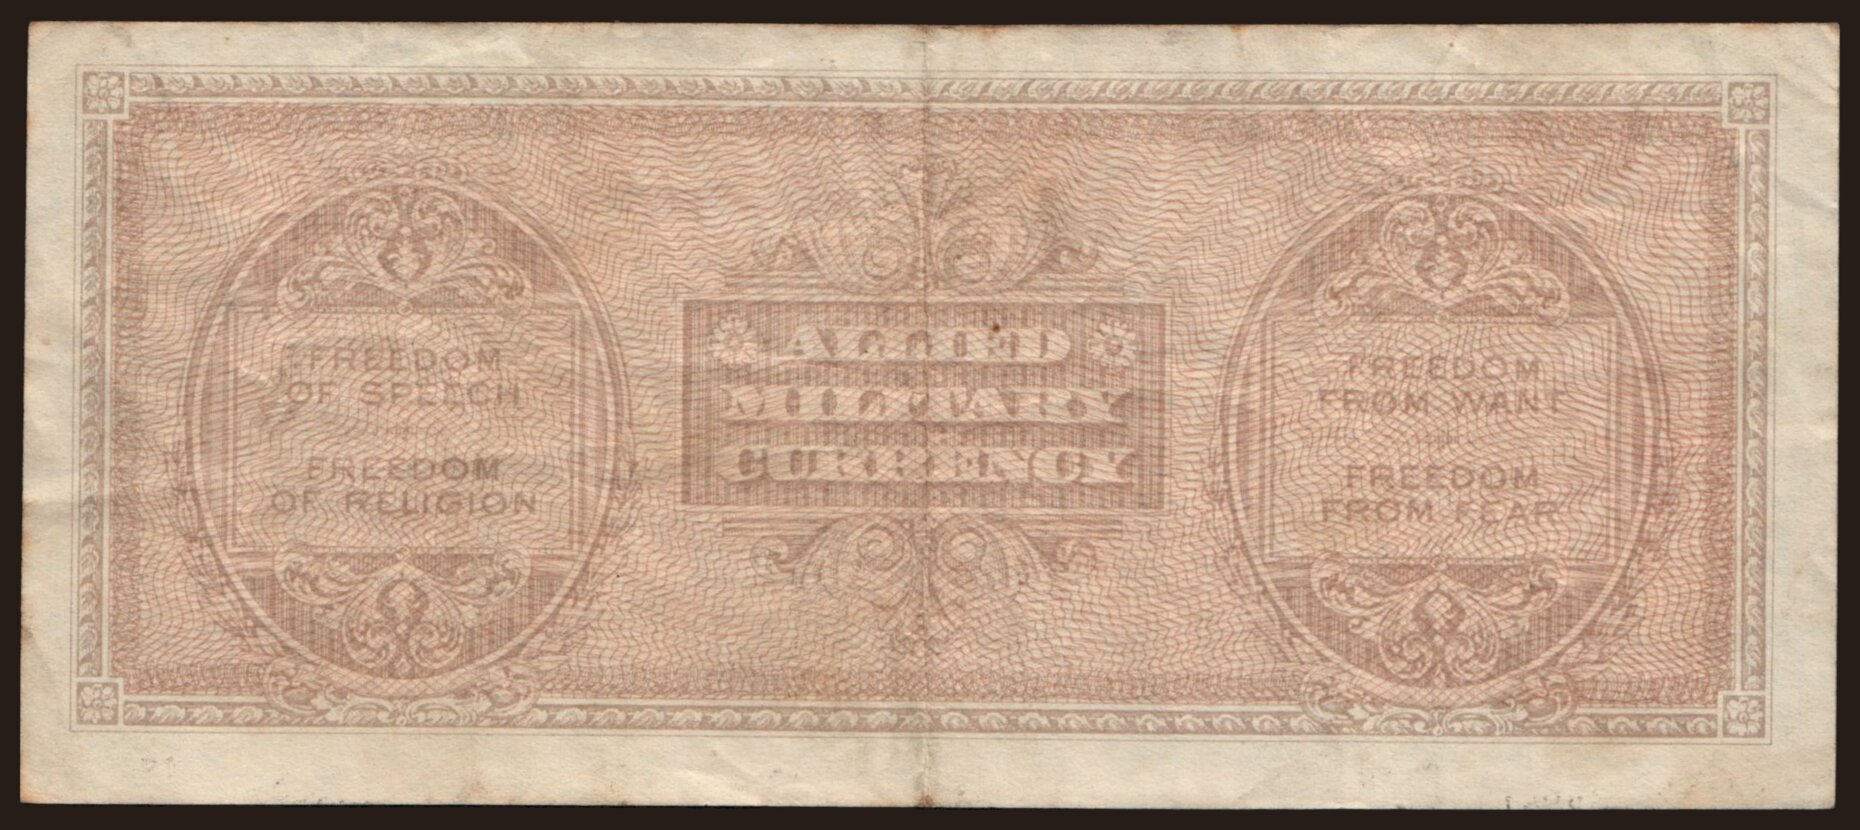 FREEDOM
OF SPEECH
FREEDOM
OF RELIGION
ALLIED
MILITARY
CURRENCY
FREEDOM
FROM WANT
FREEDOM
FROM FEAR